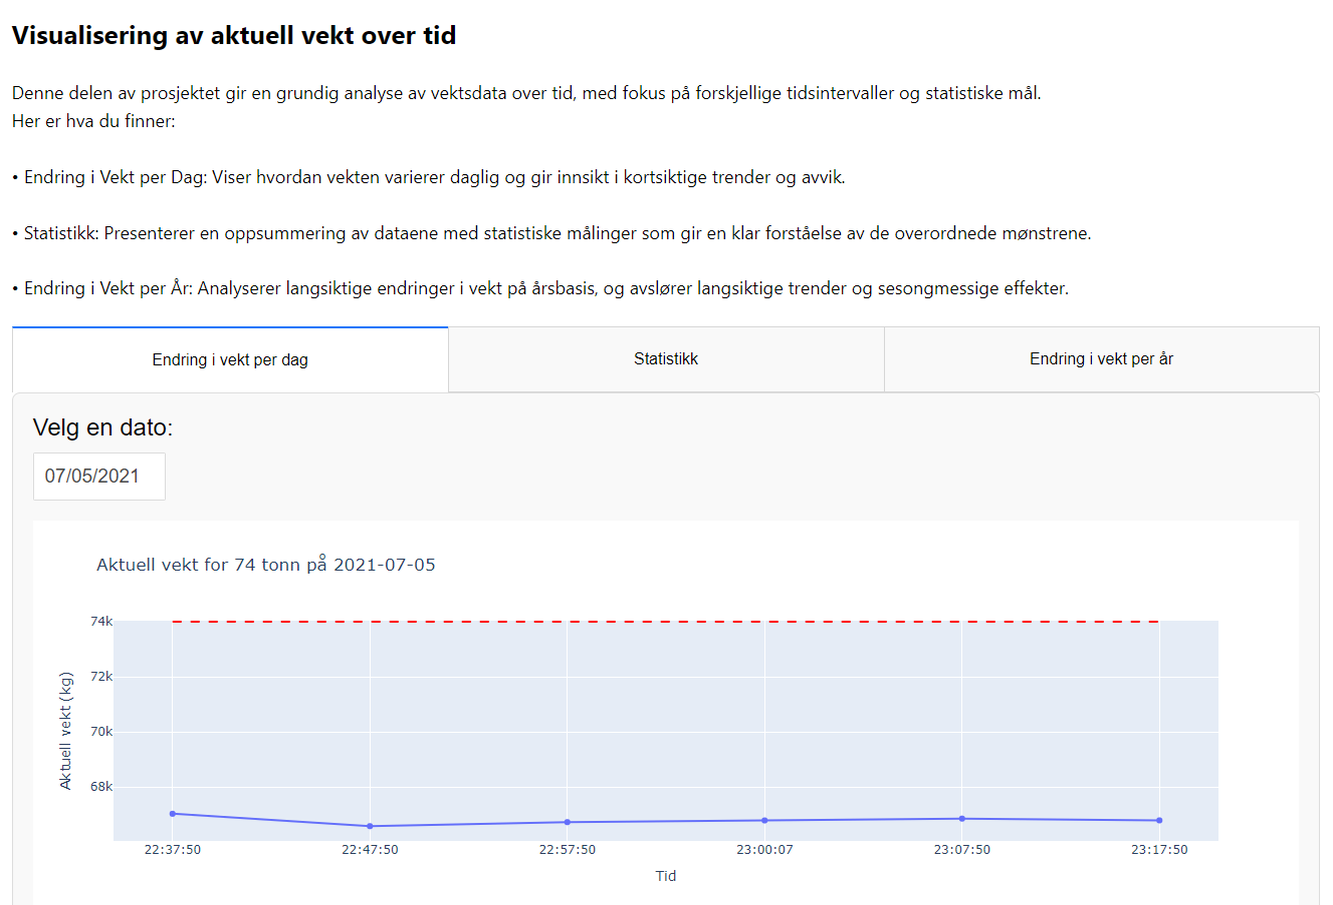 Visualisering av aktuell vekt over tid
Denne delen av prosjektet gir en grundig analyse av vektsdata over tid, med fokus på forskjellige tidsintervaller og statistiske mål.
Her er hva du finner:
• Endring i Vekt per Dag: Viser hvordan vekten varierer daglig og gir innsikt i kortsiktige trender og avvik.
• Statistikk: Presenterer en oppsummering av dataene med statistiske målinger som gir en klar forståelse av de overordnede mønstrene.
• Endring i Vekt per År: Analyserer langsiktige endringer i vekt på årsbasis, og avslører langsiktige trender og sesongmessige effekter.
Endring i vekt per dag
Statistikk
Endring i vekt per år
Velg en dato:
07/05/2021
Aktuell vekt for 74 tonn på 2021-07-05
Aktuell vekt (kg)
74k
72k
70k
68k
22:37:50
22:47:50
22:57:50
23:00:07
23:07:50
23:17:50
Tid